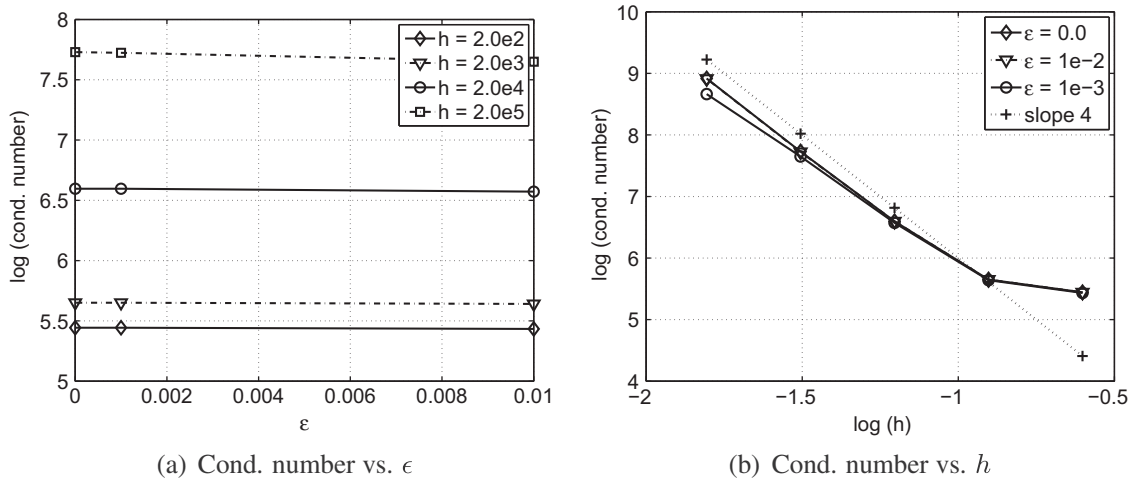 8
7.5
7
6.5
6
5.5
5
log (cond. number)
0
0.002
0.004
0.006
0.008
0.01
ε
h = 2.0e2
h = 2.0e3
h = 2.0e4
h = 2.0e5
(a) Cond. number vs. ϵ
10
9
8
7
6
5
4
log (cond. number)
−2
−1.5
−1
−0.5
log (h)
ε = 0.0
ε = 1e−2
ε = 1e−3
slope 4
(b) Cond. number vs. h